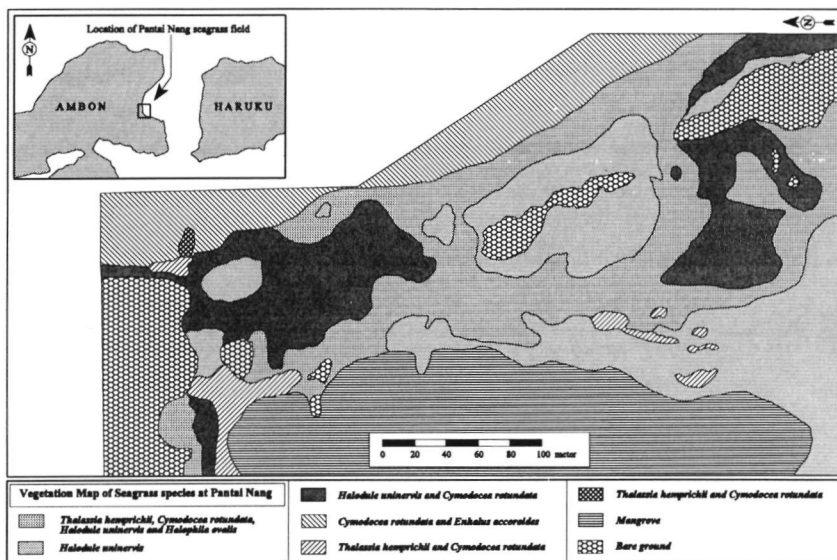 Location of Pantai Nang seagrass field
N
N
AMBON
HARUKU
0 20 40 60 80 100 meter
Vegetation Map of Seagrass species at Pantai Nang
Thalassia hemprichii, Cymodocea rotundata,
Halodule uninervis and Halophila ovalis
Halodule uninervis
Halodule uninervis and Cymodocea rotundata
Cymodocea rotundata and Enhalus accoroides
Thalassia hemprichii and Cymodocea rotundata
Thalassia hemprichii and Cymodocea rotundata
Mangrove
Bare ground